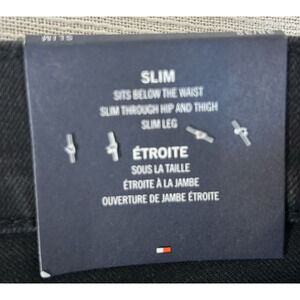 SLIM
SLIM
SITS BELOW THE WAIST
SLIM THROUGH HIP AND THIGH
SLIM LEG
ÉTROITE
SOUS LA TAILLE
ÉTROITE À LA JAMBE
OUVERTURE DE JAMBE ÉTROITE